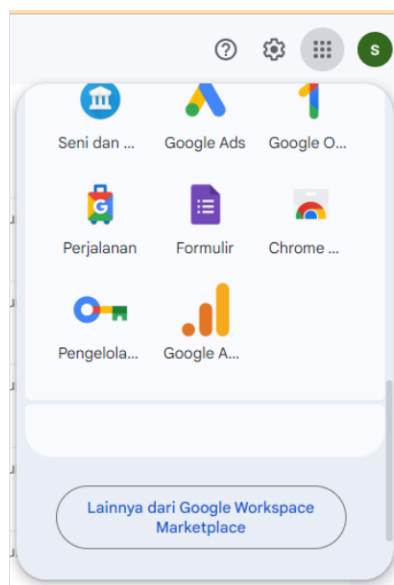 S
Seni dan ...
Google Ads
Google O...
Perjalanan
Formulir
Chrome ...
Pengelola...
Google A...
Lainnya dari Google Workspace
Marketplace